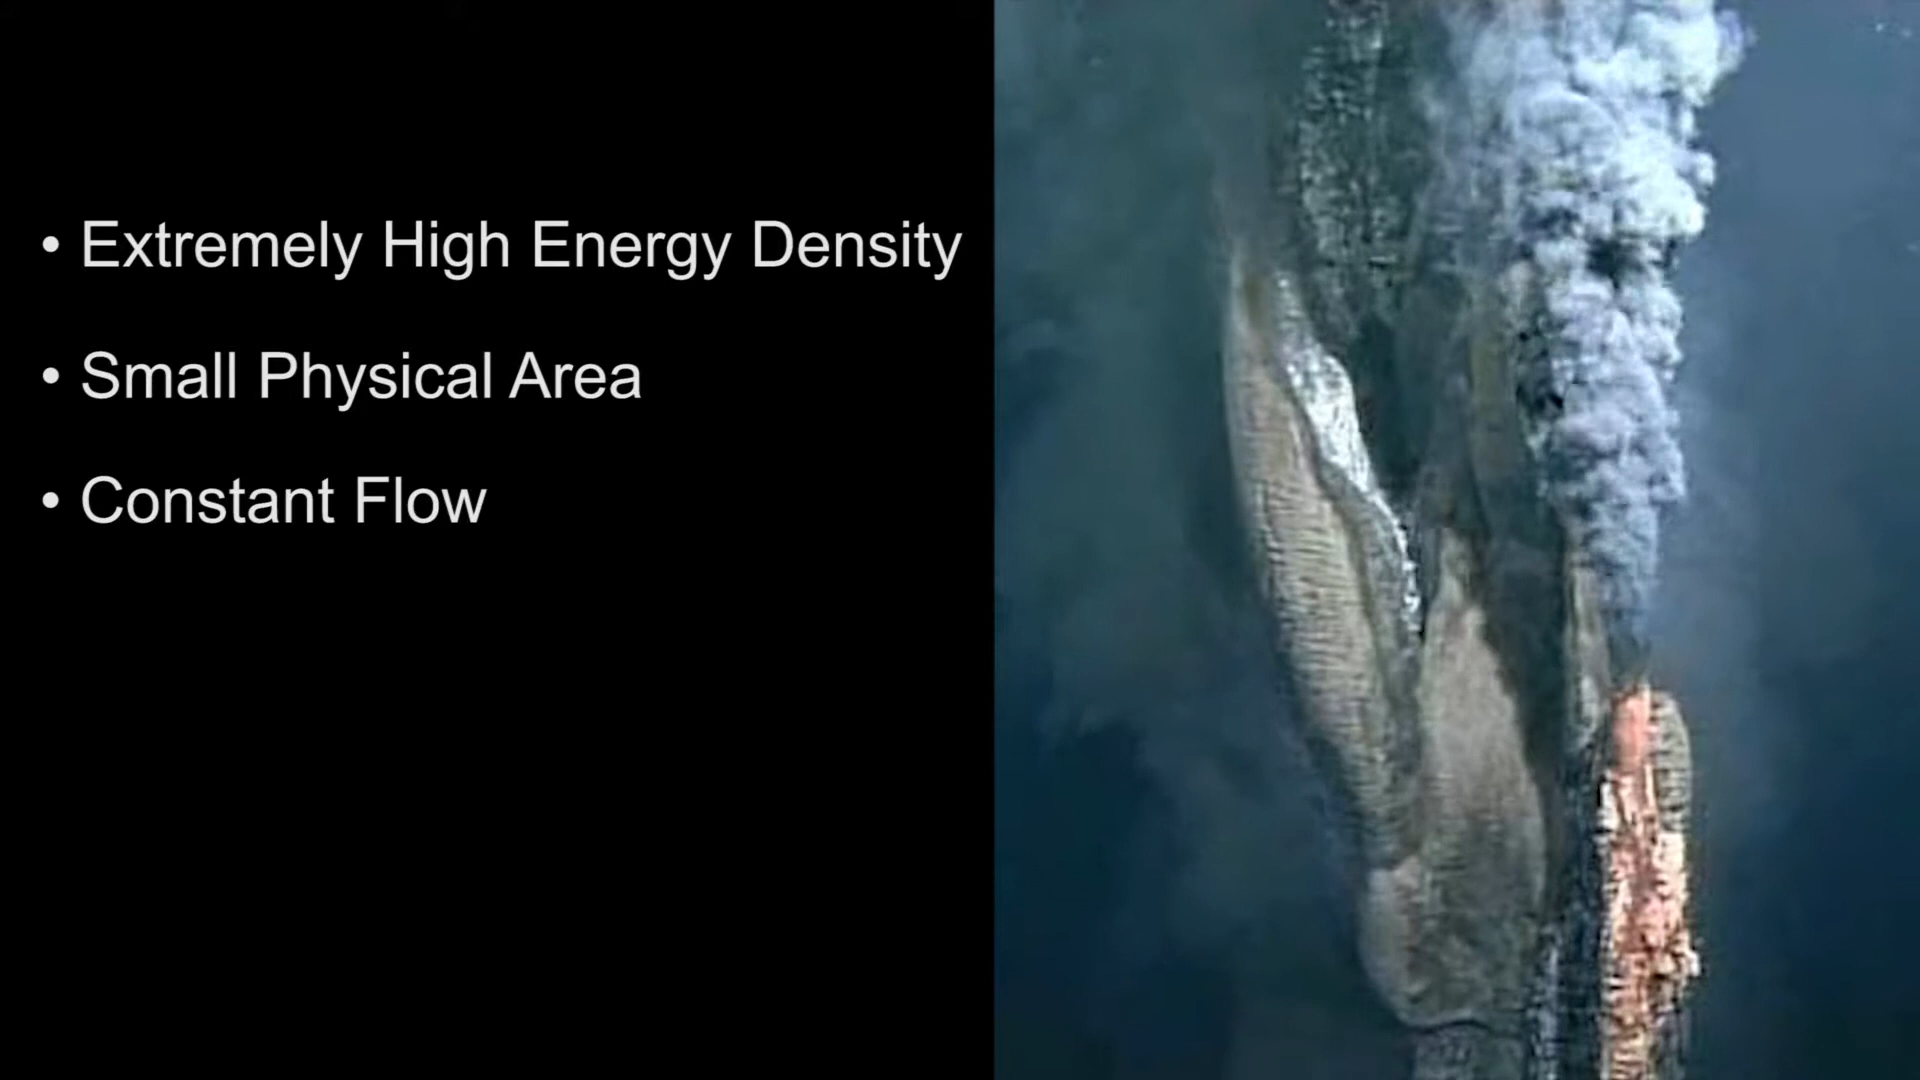 • Extremely High Energy Density
• Small Physical Area
• Constant Flow